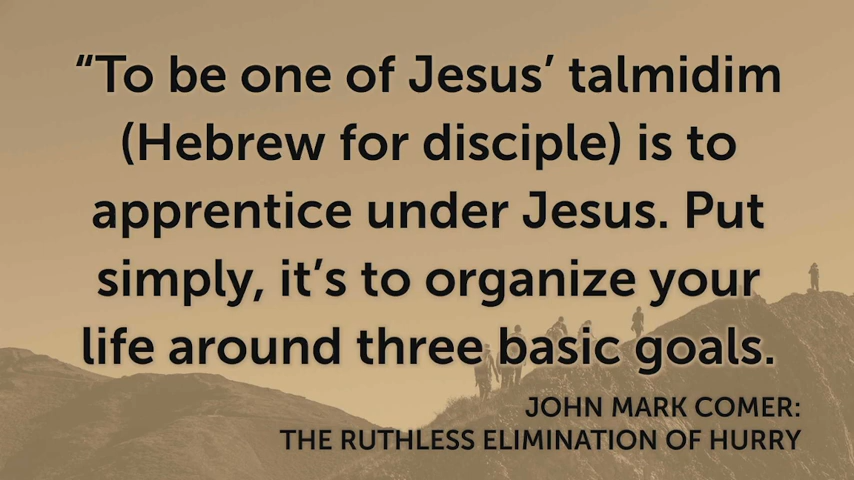 “To be one of Jesus’ talmidim
(Hebrew for disciple) is to
apprentice under Jesus. Put
simply, it’s to organize your
life around three basic goals.
JOHN MARK COMER:
THE RUTHLESS ELIMINATION OF HURRY